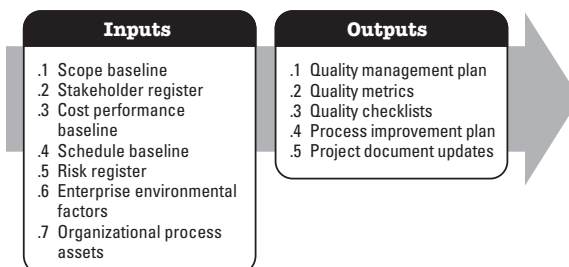 Inputs
.1 Scope baseline
.2 Stakeholder register
.3 Cost performance
baseline
.4 Schedule baseline
.5 Risk register
.6 Enterprise environmental
factors
.7 Organizational process
assets
Outputs
.1 Quality management plan
.2 Quality metrics
.3 Quality checklists
.4 Process improvement plan
.5 Project document updates